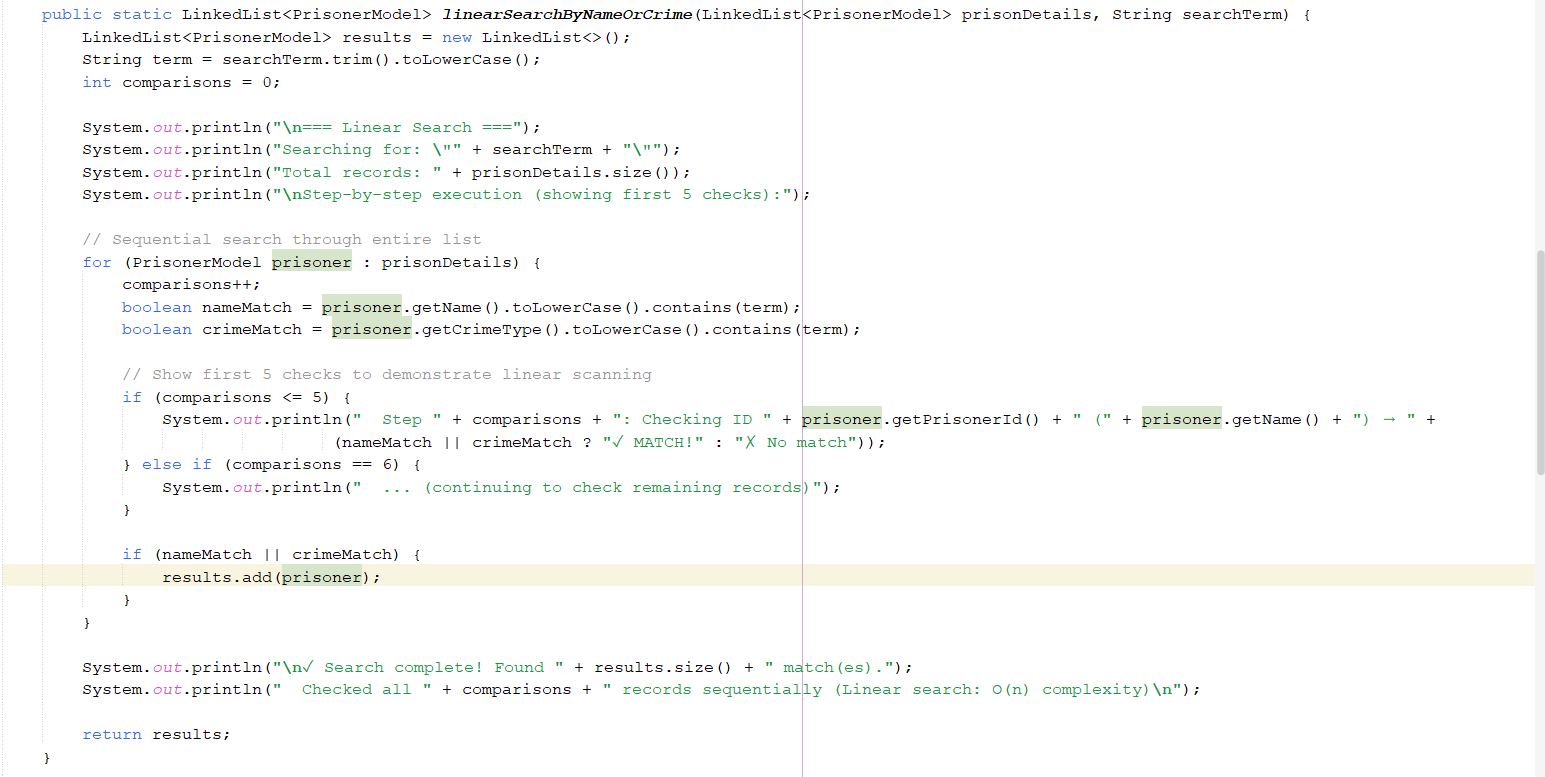 public static LinkedList<PrisonerModel> linearSearchByNameOrCrime(LinkedList<PrisonerModel> prisonDetails, String searchTerm) {
    LinkedList<PrisonerModel> results = new LinkedList<>();
    String term = searchTerm.trim().toLowerCase();
    int comparisons = 0;

    System.out.println("\n=== Linear Search ===");
    System.out.println("Searching for: \"" + searchTerm + "\"");
    System.out.println("Total records: " + prisonDetails.size());
    System.out.println("\nStep-by-step execution (showing first 5 checks):");

    // Sequential search through entire list
    for (PrisonerModel prisoner : prisonDetails) {
        comparisons++;
        boolean nameMatch = prisoner.getName().toLowerCase().contains(term);
        boolean crimeMatch = prisoner.getCrimeType().toLowerCase().contains(term);

        // Show first 5 checks to demonstrate linear scanning
        if (comparisons <= 5) {
            System.out.println("  Step " + comparisons + ": Checking ID " + prisoner.getPrisonerId() + " (" + prisoner.getName() + ") → " +
                             (nameMatch || crimeMatch ? "✓ MATCH!" : "✗ No match"));
        } else if (comparisons == 6) {
            System.out.println("  ... (continuing to check remaining records)");
        }

        if (nameMatch || crimeMatch) {
            results.add(prisoner);
        }
    }

    System.out.println("\n✓ Search complete! Found " + results.size() + " match(es).");
    System.out.println("  Checked all " + comparisons + " records sequentially (Linear search: O(n) complexity)\n");

    return results;
}